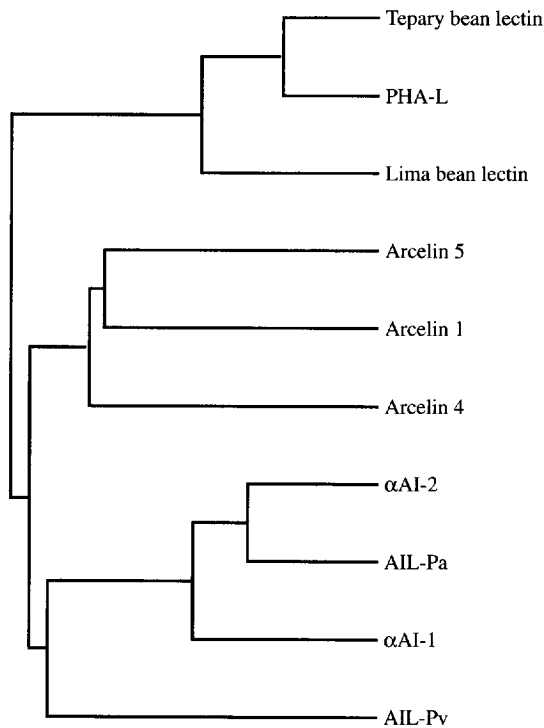 Tepary bean lectin
PHA-L
Lima bean lectin
Arcelin 5
Arcelin 1
Arcelin 4
αAI-2
AIL-Pa
αAI-1
AIL-Pv